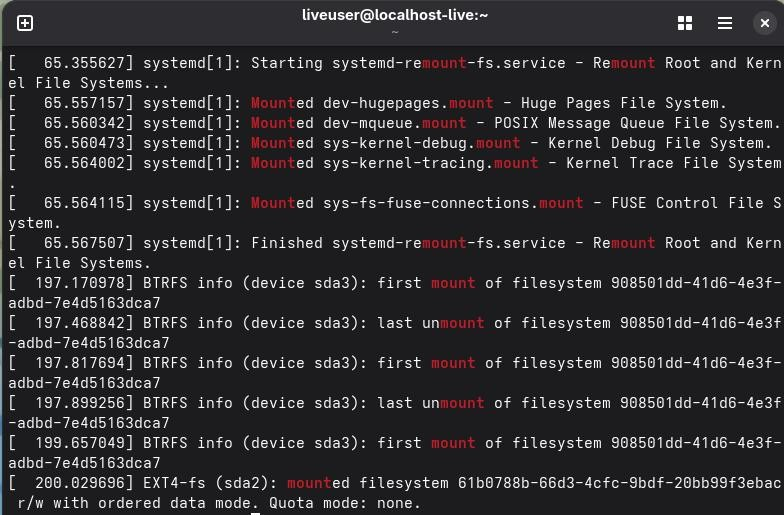 liveuser@localhost-live:~
~
[   65.355627] systemd[1]: Starting systemd-remount-fs.service - Remount Root and Kern
el File Systems...
[   65.557157] systemd[1]: Mounted dev-hugepages.mount - Huge Pages File System.
[   65.560342] systemd[1]: Mounted dev-mqueue.mount - POSIX Message Queue File System.
[   65.560473] systemd[1]: Mounted sys-kernel-debug.mount - Kernel Debug File System.
[   65.564002] systemd[1]: Mounted sys-kernel-tracing.mount - Kernel Trace File System
.
[   65.564115] systemd[1]: Mounted sys-fs-fuse-connections.mount - FUSE Control File S
ystem.
[   65.567507] systemd[1]: Finished systemd-remount-fs.service - Remount Root and Kern
el File Systems.
[  197.170978] BTRFS info (device sda3): first mount of filesystem 908501dd-41d6-4e3f-
adbd-7e4d5163dca7
[  197.468842] BTRFS info (device sda3): last unmount of filesystem 908501dd-41d6-4e3f
-adbd-7e4d5163dca7
[  197.817694] BTRFS info (device sda3): first mount of filesystem 908501dd-41d6-4e3f-
adbd-7e4d5163dca7
[  197.899256] BTRFS info (device sda3): last unmount of filesystem 908501dd-41d6-4e3f
-adbd-7e4d5163dca7
[  199.657049] BTRFS info (device sda3): first mount of filesystem 908501dd-41d6-4e3f-
adbd-7e4d5163dca7
[  200.029696] EXT4-fs (sda2): mounted filesystem 61b0788b-66d3-4cfc-9bdf-20bb99f3ebac
 r/w with ordered data mode. Quota mode: none.